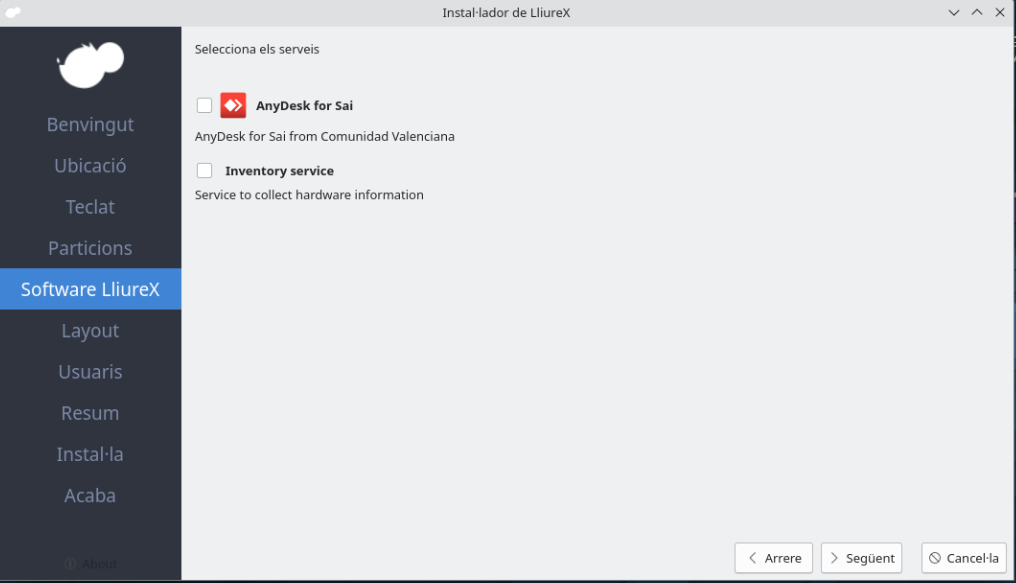 Instal·lador de LliureX
Benvingut
Ubicació
Teclat
Particions
Software LliureX
Layout
Usuaris
Resum
Instal·la
Acaba
About
Selecciona els serveis
AnyDesk for Sai
AnyDesk for Sai from Comunidad Valenciana
Inventory service
Service to collect hardware information
Arrere
Següent
Cancel·la